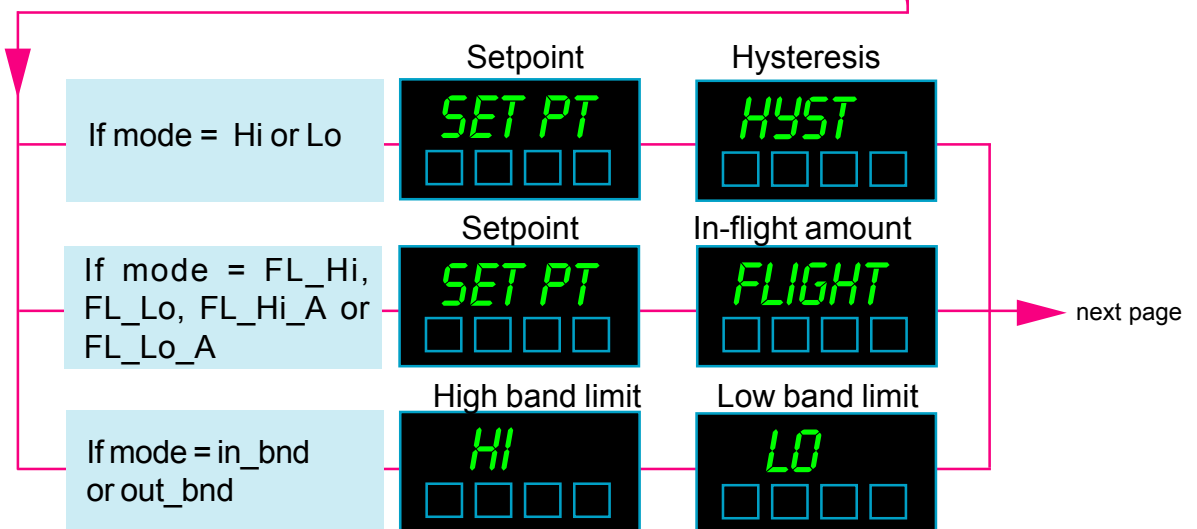 Setpoint Hysteresis
If mode = Hi or Lo
SET PT HYST
Setpoint In-flight amount
If mode = FL_Hi,
FL_Lo, FL_Hi_A or
FL_Lo_A
SET PT FLIGHT
next page
High band limit Low band limit
If mode = in_bnd
or out_bnd
HI LO